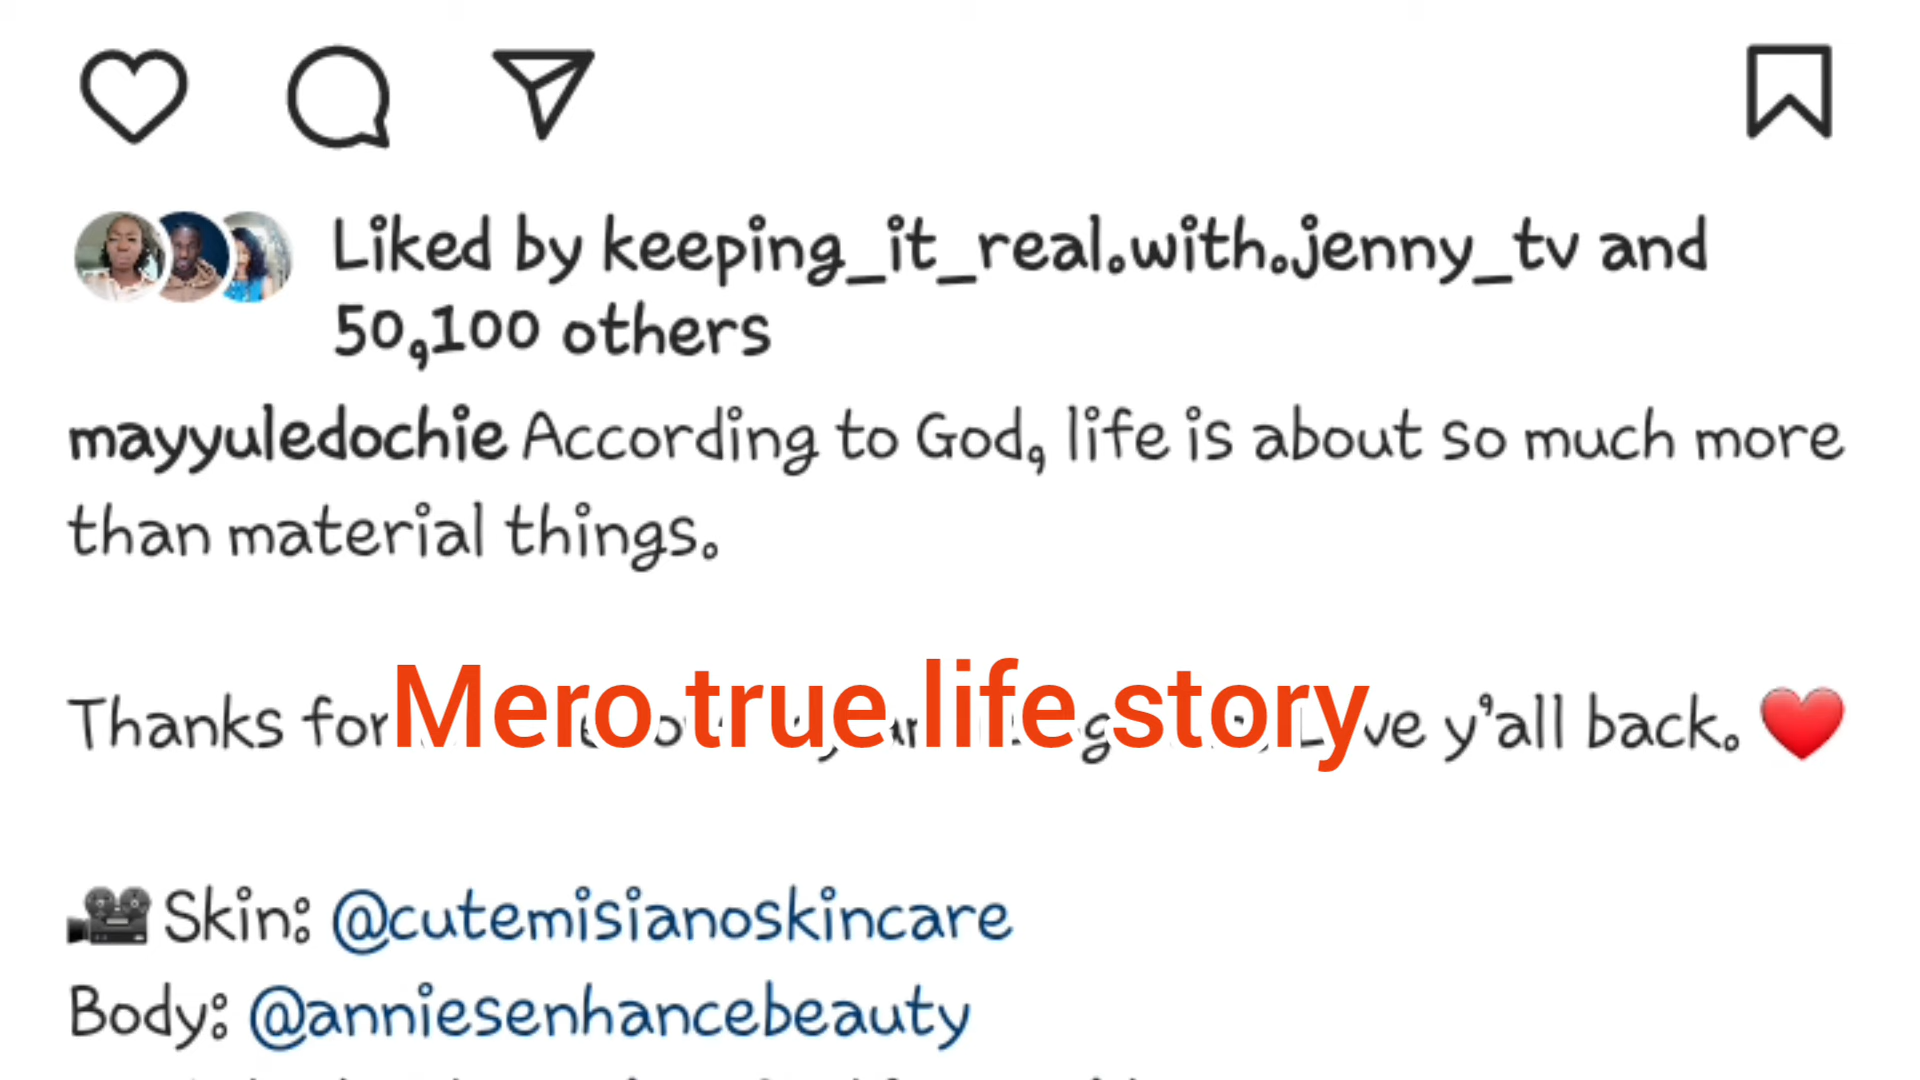 Liked by keeping_it_real.with.jenny_tv and
50,100 others
mayyuledochie According to God, life is about so much more
than material things.
Thanks for y'all back. ❤️
Mero true life story
🎥 Skin: @cutemisianoskincare
Body: @anniesenhancebeauty